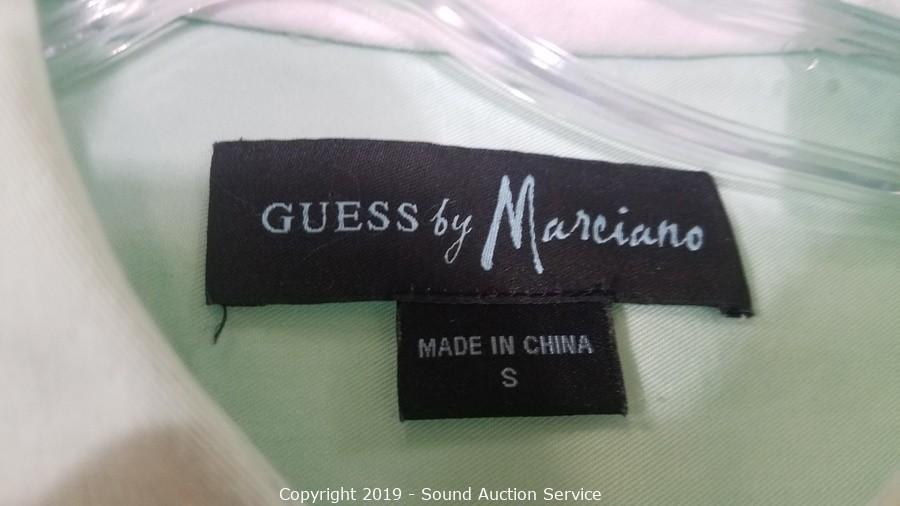 GUESS by Marciano
MADE IN CHINA
S
Copyright 2019 - Sound Auction Service